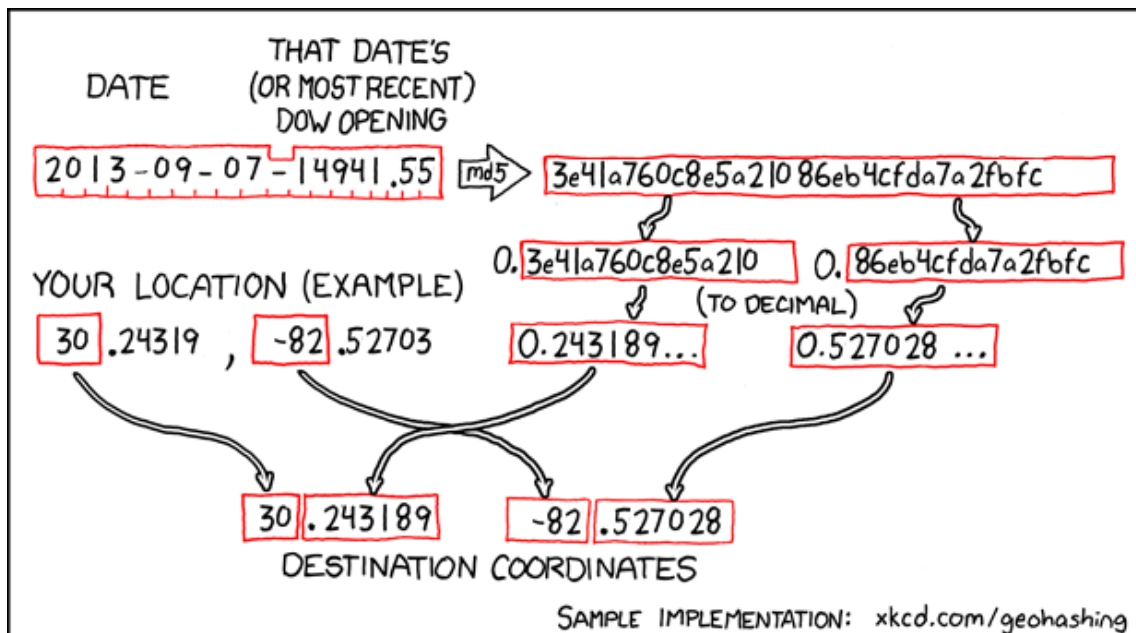 DATE
THAT DATE'S
(OR MOST RECENT)
DOW OPENING
2013-09-07-14941.55
md5
3e41a760c8e5a21086eb4cfda7a2fbfc
0.3e41a760c8e5a210
0.86eb4cfda7a2fbfc
(TO DECIMAL)
YOUR LOCATION (EXAMPLE)
30.24319, -82.52703
0.243189...
0.527028...
30.243189
-82.527028
DESTINATION COORDINATES
SAMPLE IMPLEMENTATION: xkcd.com/geohashing